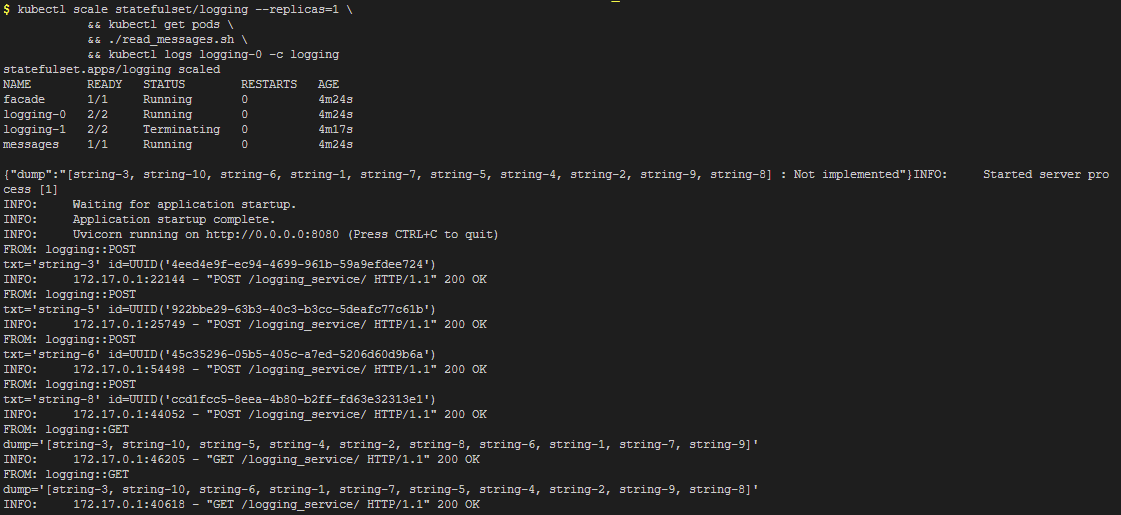 $ kubectl scale statefulset/logging --replicas=1 \
&& kubectl get pods \
&& ./read_messages.sh \
&& kubectl logs logging-0 -c logging
statefulset.apps/logging scaled
NAME READY STATUS RESTARTS AGE
facade 1/1 Running 0 4m24s
logging-0 2/2 Running 0 4m24s
logging-1 2/2 Terminating 0 4m17s
messages 1/1 Running 0 4m24s
{"dump":"[string-3, string-10, string-6, string-1, string-7, string-5, string-4, string-2, string-9, string-8] : Not implemented"}INFO: Started server pro
cess [1]
INFO: Waiting for application startup.
INFO: Application startup complete.
INFO: Uvicorn running on http://0.0.0.0:8080 (Press CTRL+C to quit)
FROM: logging::POST
txt='string-3' id=UUID('4eed4e9f-ec94-4699-961b-59a9efdee724')
INFO: 172.17.0.1:22144 - "POST /logging_service/ HTTP/1.1" 200 OK
FROM: logging::POST
txt='string-5' id=UUID('922bbe29-63b3-40c3-b3cc-5deafc77c61b')
INFO: 172.17.0.1:25749 - "POST /logging_service/ HTTP/1.1" 200 OK
FROM: logging::POST
txt='string-6' id=UUID('45c35296-05b5-405c-a7ed-5206d60d9b6a')
INFO: 172.17.0.1:54498 - "POST /logging_service/ HTTP/1.1" 200 OK
FROM: logging::POST
txt='string-8' id=UUID('ccd1fcc5-8eea-4b80-b2ff-fd63e32313e1')
INFO: 172.17.0.1:44052 - "POST /logging_service/ HTTP/1.1" 200 OK
FROM: logging::GET
dump='[string-3, string-10, string-5, string-4, string-2, string-8, string-6, string-1, string-7, string-9]'
INFO: 172.17.0.1:46205 - "GET /logging_service/ HTTP/1.1" 200 OK
FROM: logging::GET
dump='[string-3, string-10, string-6, string-1, string-7, string-5, string-4, string-2, string-9, string-8]'
INFO: 172.17.0.1:40618 - "GET /logging_service/ HTTP/1.1" 200 OK